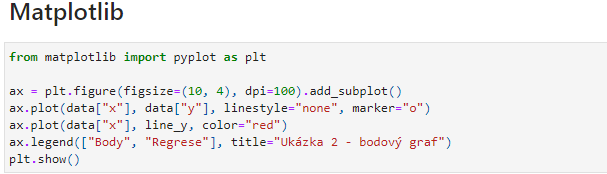 Matplotlib
from matplotlib import pyplot as plt
ax = plt.figure(figsize=(10, 4), dpi=100).add_subplot()
ax.plot(data["x"], data["y"], linestyle="none", marker="o")
ax.plot(data["x"], line_y, color="red")
ax.legend(["Body", "Regrese"], title="Ukázka 2 - bodový graf")
plt.show()